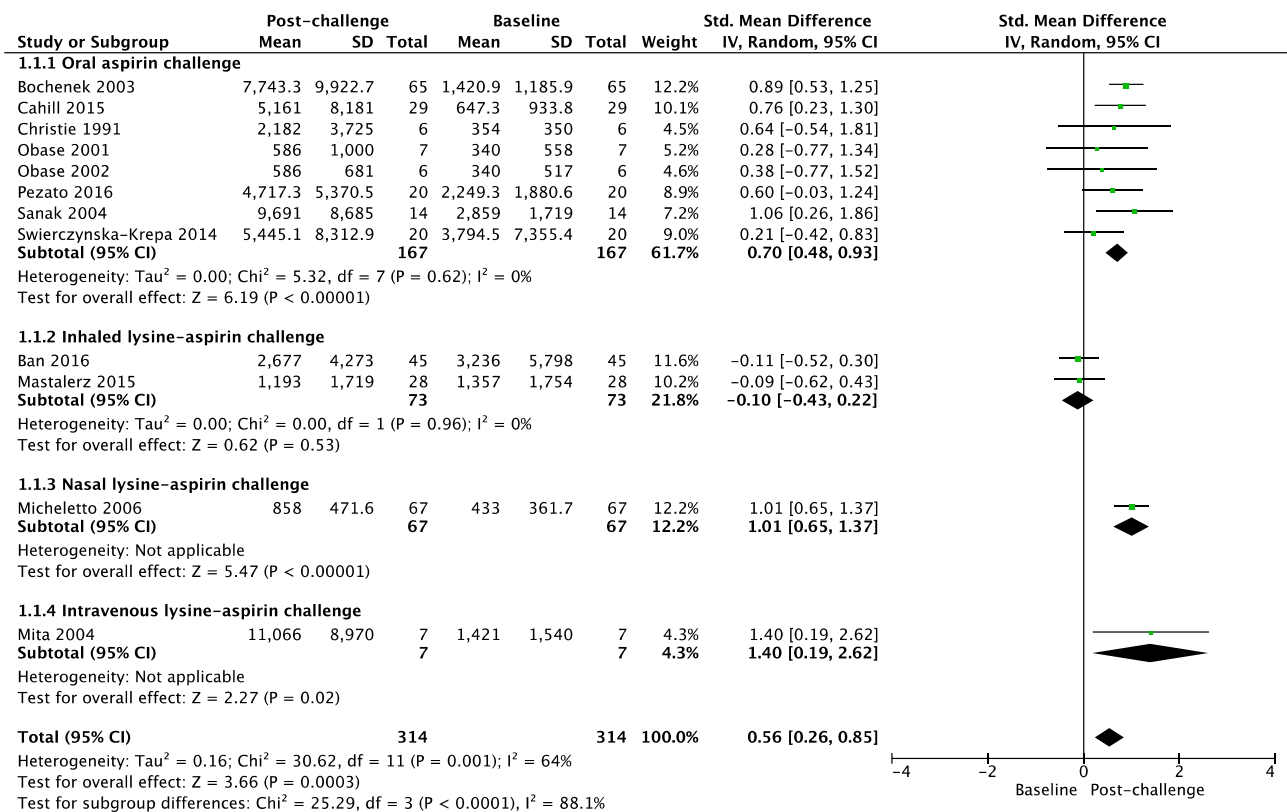 Post-challenge Baseline Std. Mean Difference Std. Mean Difference
Study or Subgroup Mean SD Total Mean SD Total Weight IV, Random, 95% CI IV, Random, 95% CI
1.1.1 Oral aspirin challenge
Bochenek 2003 7,743.3 9,922.7 65 1,420.9 1,185.9 65 12.2% 0.89 [0.53, 1.25]
Cahill 2015 5,161 8,181 29 647.3 933.8 29 10.1% 0.76 [0.23, 1.30]
Christie 1991 2,182 3,725 6 354 350 6 4.5% 0.64 [−0.54, 1.81]
Obase 2001 586 1,000 7 340 558 7 5.2% 0.28 [−0.77, 1.34]
Obase 2002 586 681 6 340 517 6 4.6% 0.38 [−0.77, 1.52]
Pezato 2016 4,717.3 5,370.5 20 2,249.3 1,880.6 20 8.9% 0.60 [−0.03, 1.24]
Sanak 2004 9,691 8,685 14 2,859 1,719 14 7.2% 1.06 [0.26, 1.86]
Swierczynska-Krepa 2014 5,445.1 8,312.9 20 3,794.5 7,355.4 20 9.0% 0.21 [−0.42, 0.83]
Subtotal (95% CI) 167 167 61.7% 0.70 [0.48, 0.93]
Heterogeneity: Tau² = 0.00; Chi² = 5.32, df = 7 (P = 0.62); I² = 0%
Test for overall effect: Z = 6.19 (P < 0.00001)
1.1.2 Inhaled lysine−aspirin challenge
Ban 2016 2,677 4,273 45 3,236 5,798 45 11.6% −0.11 [−0.52, 0.30]
Mastalerz 2015 1,193 1,719 28 1,357 1,754 28 10.2% −0.09 [−0.62, 0.43]
Subtotal (95% CI) 73 73 21.8% −0.10 [−0.43, 0.22]
Heterogeneity: Tau² = 0.00; Chi² = 0.00, df = 1 (P = 0.96); I² = 0%
Test for overall effect: Z = 0.62 (P = 0.53)
1.1.3 Nasal lysine−aspirin challenge
Micheletto 2006 858 471.6 67 433 361.7 67 12.2% 1.01 [0.65, 1.37]
Subtotal (95% CI) 67 67 12.2% 1.01 [0.65, 1.37]
Heterogeneity: Not applicable
Test for overall effect: Z = 5.47 (P < 0.00001)
1.1.4 Intravenous lysine−aspirin challenge
Mita 2004 11,066 8,970 7 1,421 1,540 7 4.3% 1.40 [0.19, 2.62]
Subtotal (95% CI) 7 7 4.3% 1.40 [0.19, 2.62]
Heterogeneity: Not applicable
Test for overall effect: Z = 2.27 (P = 0.02)
Total (95% CI) 314 314 100.0% 0.56 [0.26, 0.85]
Heterogeneity: Tau² = 0.16; Chi² = 30.62, df = 11 (P = 0.001); I² = 64%
Test for overall effect: Z = 3.66 (P = 0.0003)
Test for subgroup differences: Chi² = 25.29, df = 3 (P < 0.0001), I² = 88.1%
−4 −2 0 2 4
Baseline Post-challenge